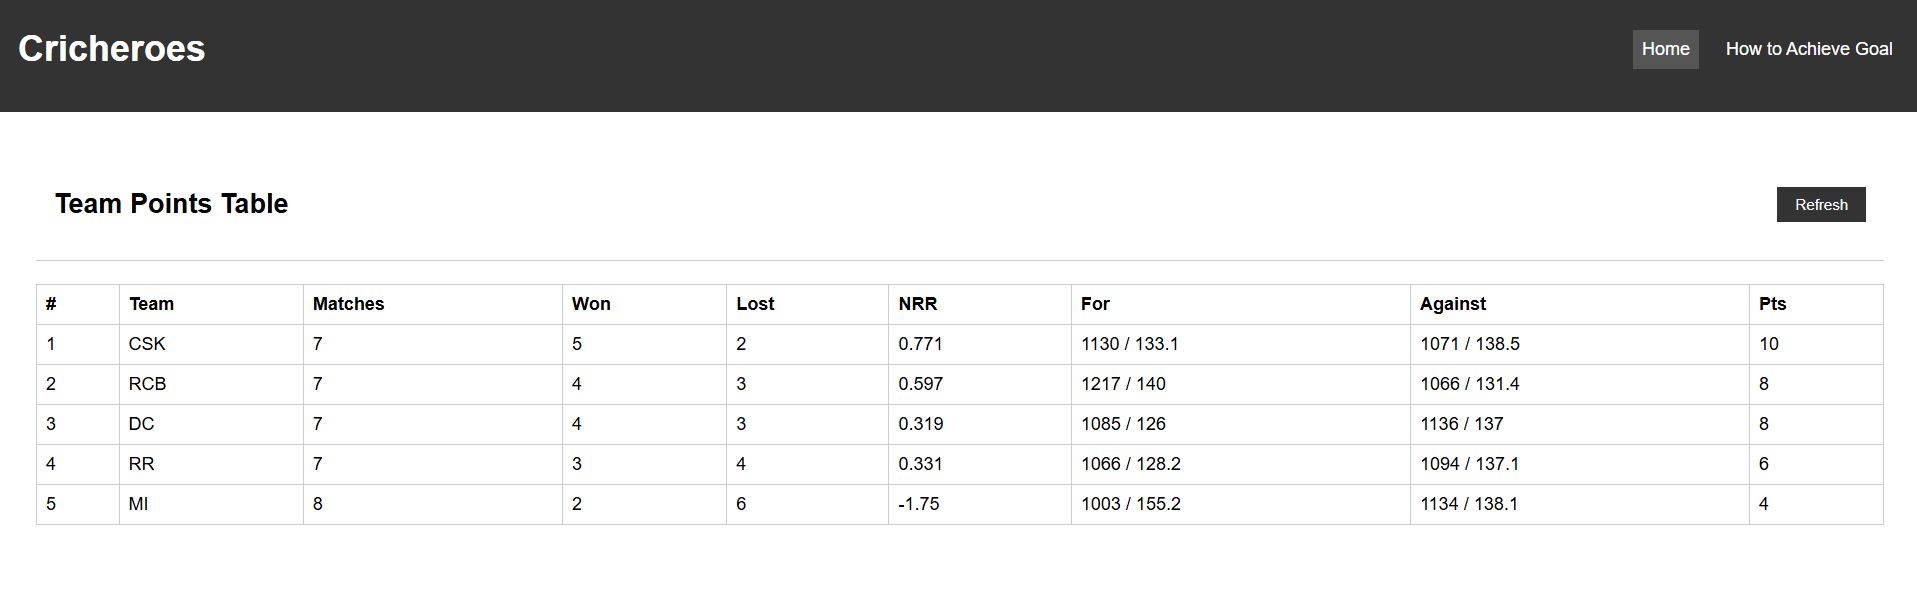 Cricheroes
Home How to Achieve Goal
Team Points Table
Refresh
# Team Matches Won Lost NRR For Against Pts
1 CSK 7 5 2 0.771 1130 / 133.1 1071 / 138.5 10
2 RCB 7 4 3 0.597 1217 / 140 1066 / 131.4 8
3 DC 7 4 3 0.319 1085 / 126 1136 / 137 8
4 RR 7 3 4 0.331 1066 / 128.2 1094 / 137.1 6
5 MI 8 2 6 -1.75 1003 / 155.2 1134 / 138.1 4